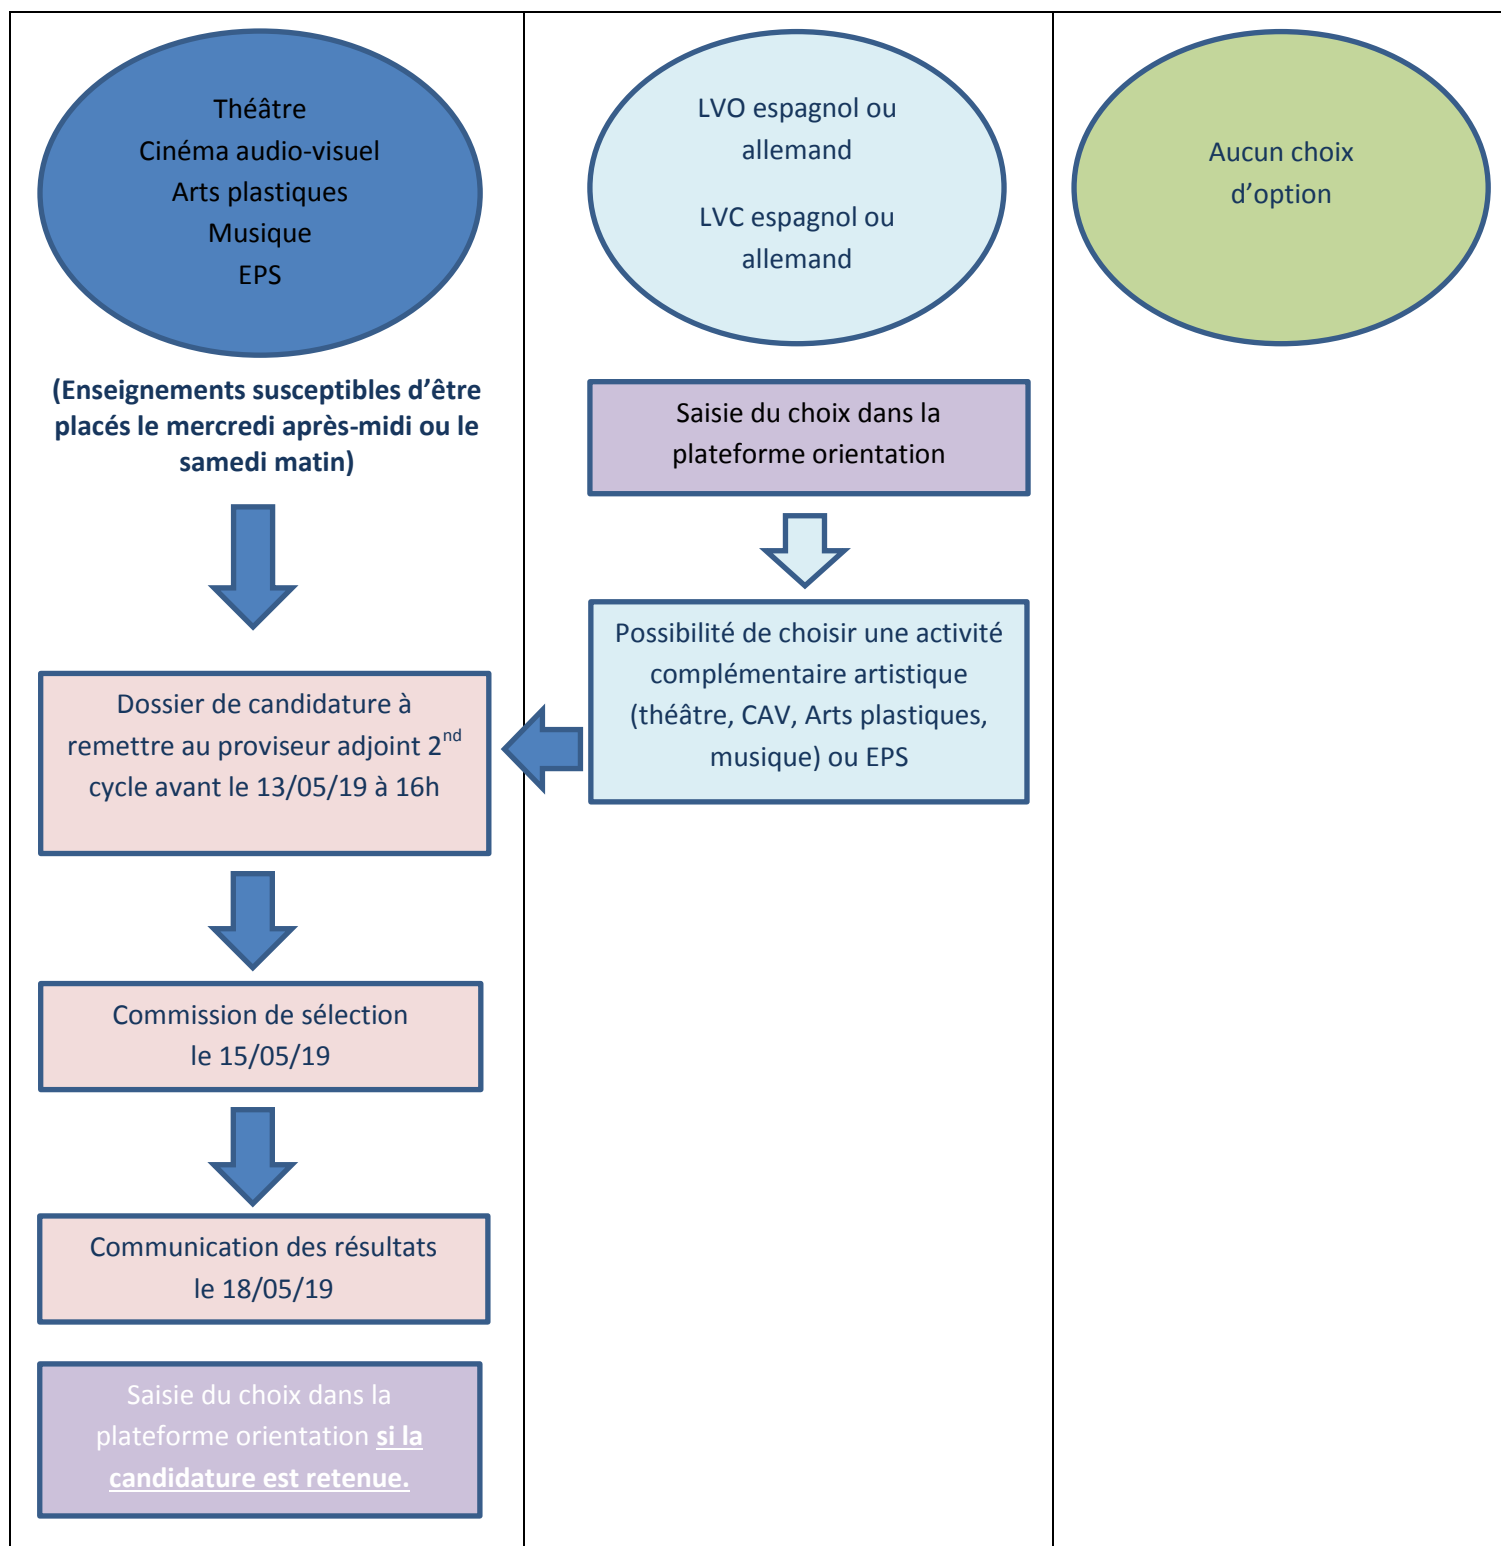 Théâtre
Cinéma audio-visuel
Arts plastiques
Musique
EPS
(Enseignements susceptibles d’être
placés le mercredi après-midi ou le
samedi matin)
Dossier de candidature à
remettre au proviseur adjoint 2nd
cycle avant le 13/05/19 à 16h
Commission de sélection
le 15/05/19
Communication des résultats
le 18/05/19
Saisie du choix dans la
plateforme orientation si la
candidature est retenue.
LVO espagnol ou
allemand
LVC espagnol ou
allemand
Saisie du choix dans la
plateforme orientation
Possibilité de choisir une activité
complémentaire artistique
(théâtre, CAV, Arts plastiques,
musique) ou EPS
Aucun choix
d’option